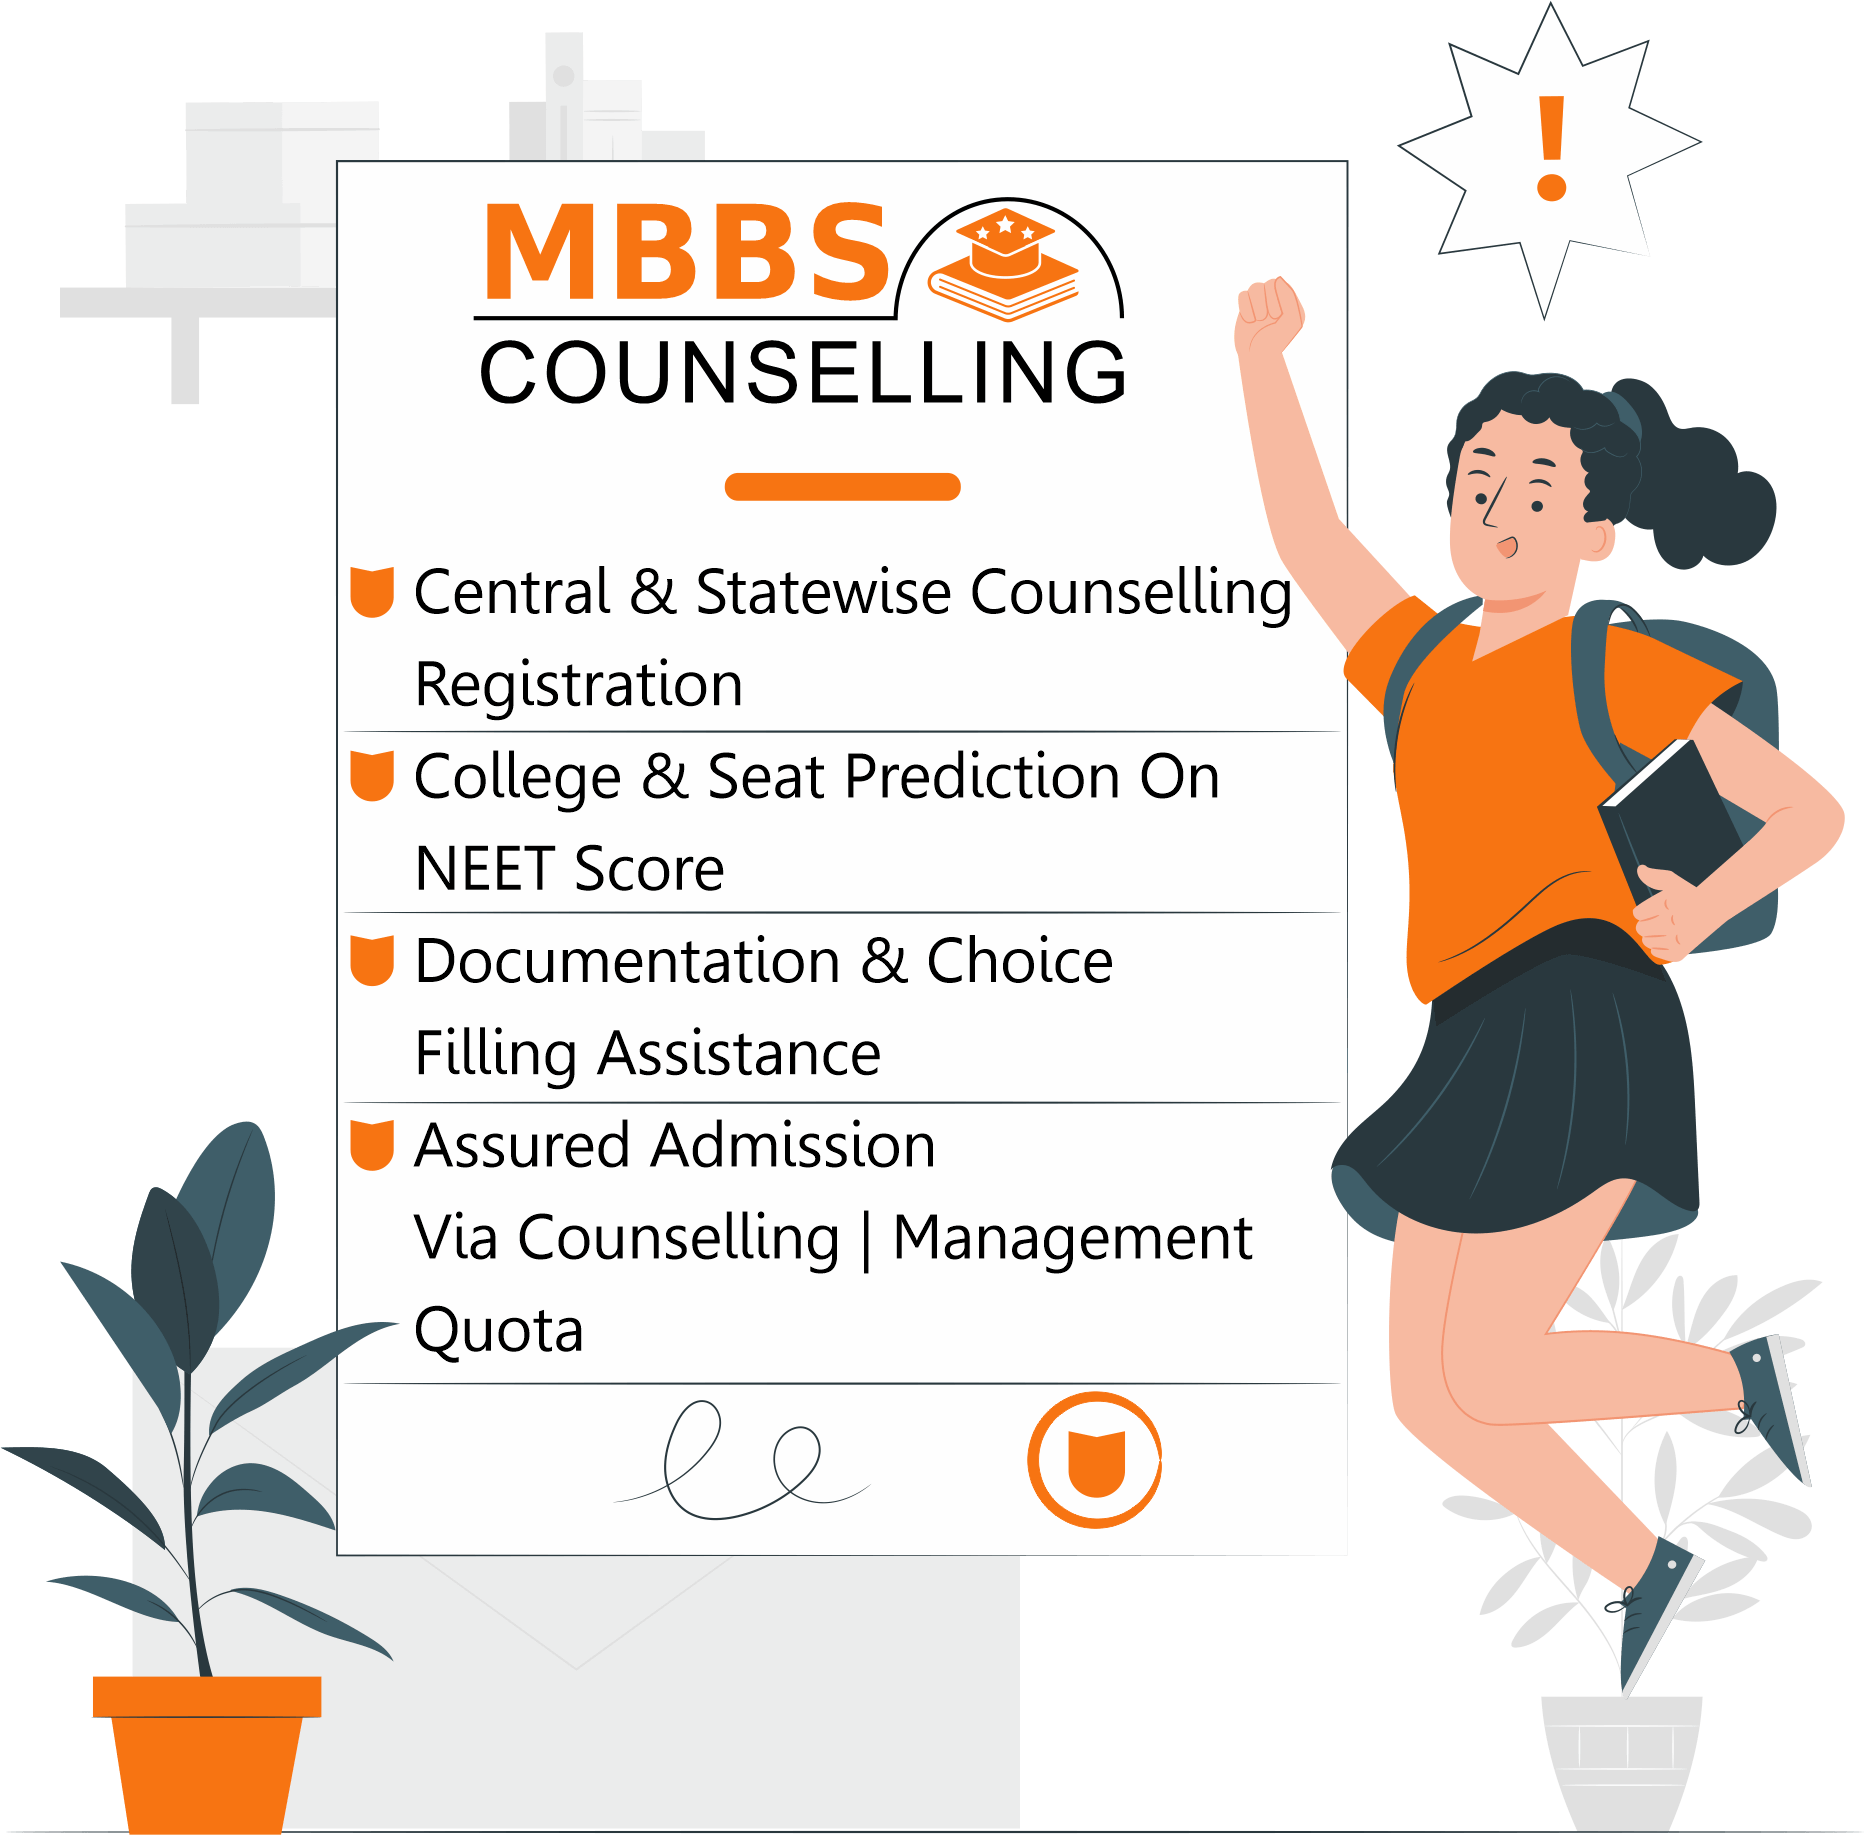 !
MBBS
COUNSELLING
Central & Statewise Counselling
Registration
College & Seat Prediction On
NEET Score
Documentation & Choice
Filling Assistance
Assured Admission
Via Counselling | Management
Quota